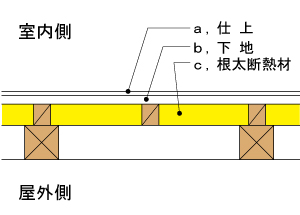 室内側
a, 仕 上
b, 下 地
c, 根太断熱材
屋外側